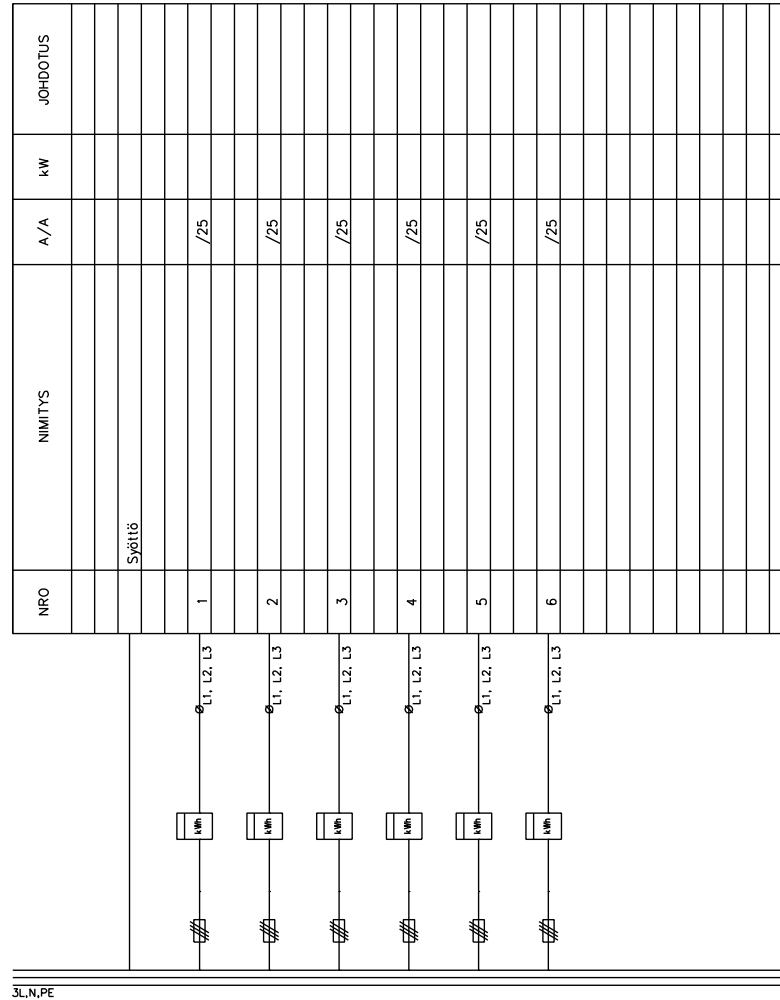 NRO NIMITYS A/A kW JOHDOTUS
Syöttö
L1, L2, L3 1 /25
kWh
L1, L2, L3 2 /25
kWh
L1, L2, L3 3 /25
kWh
L1, L2, L3 4 /25
kWh
L1, L2, L3 5 /25
kWh
L1, L2, L3 6 /25
kWh
3L,N,PE